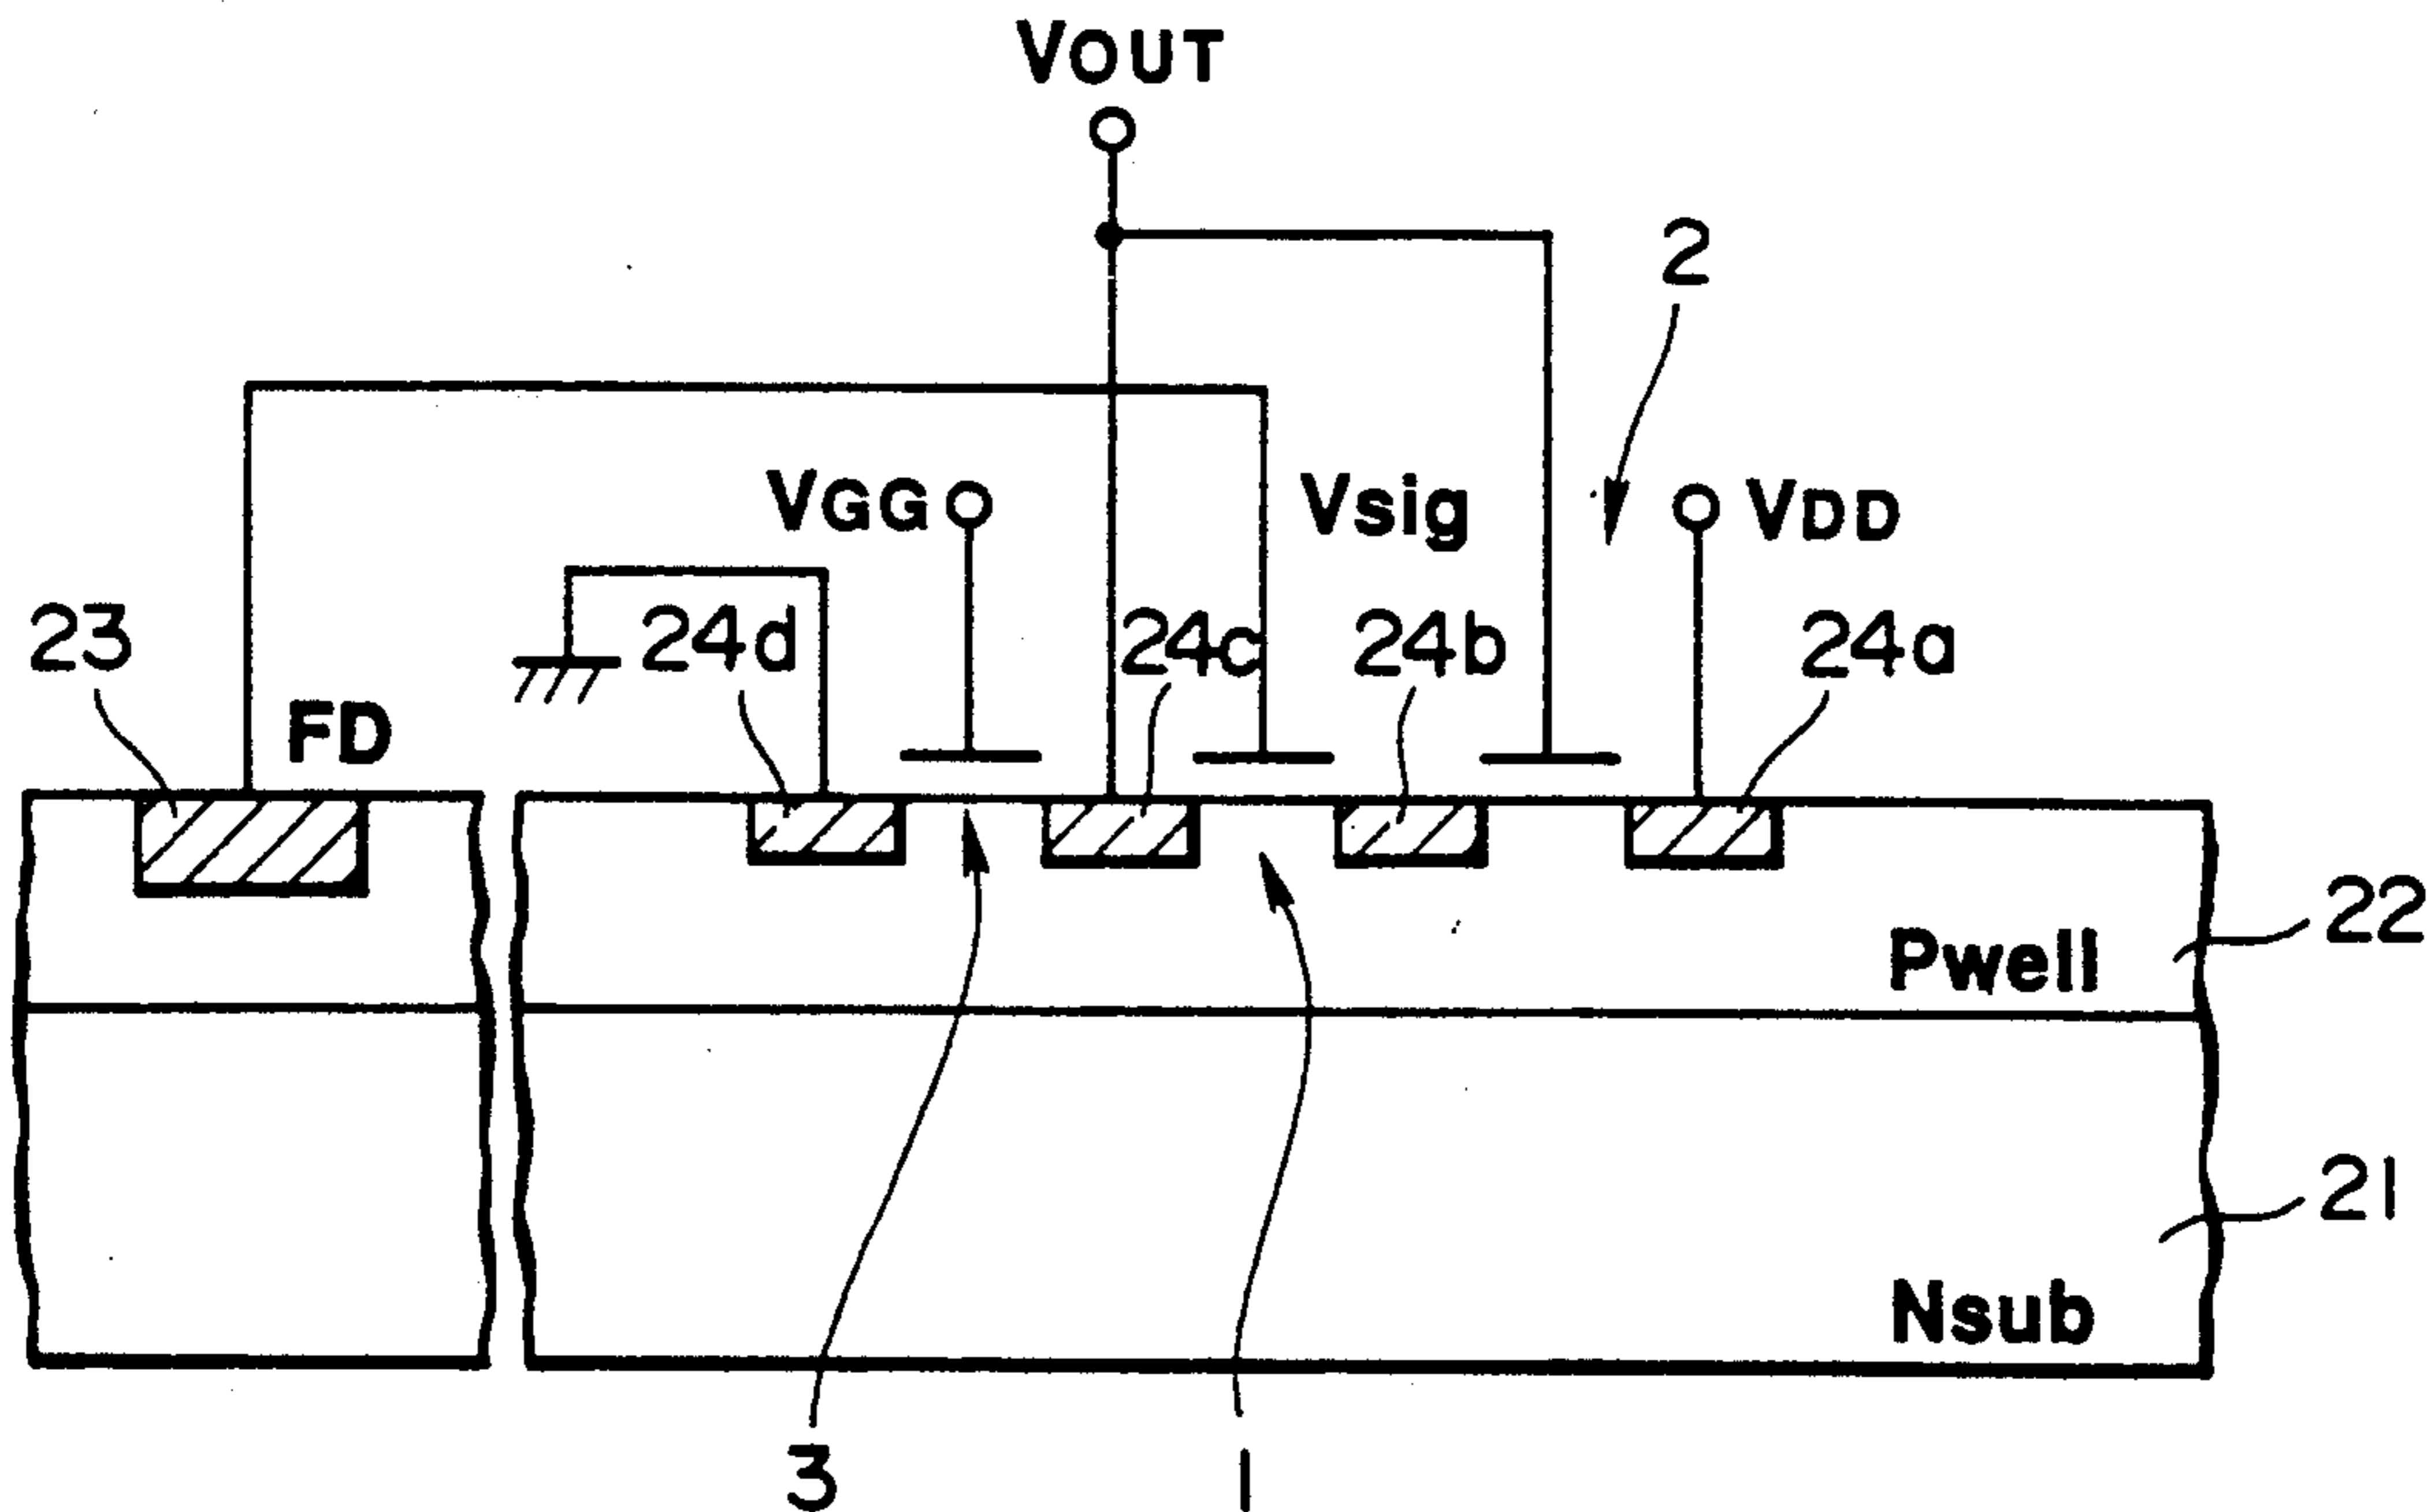 VOUT
2
VGG
Vsig
VDD
23
24d
24c
24b
24a
FD
22
Pwell
21
Nsub
3
1